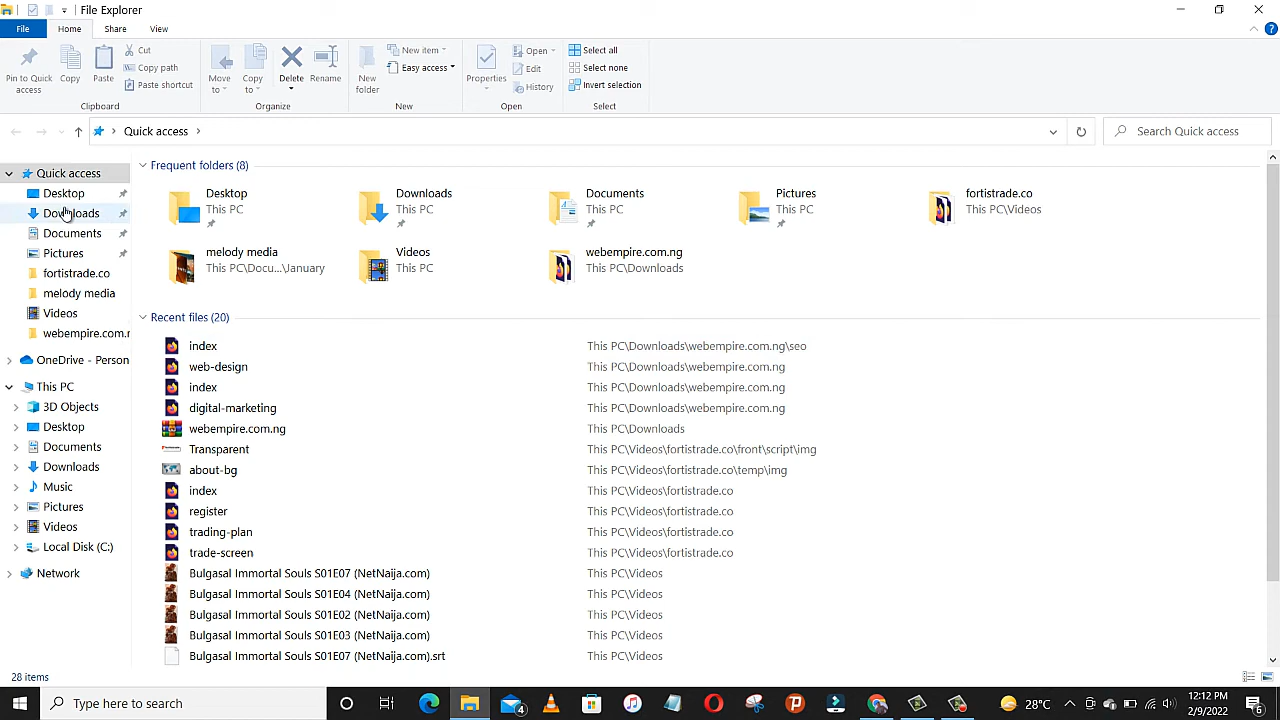 File Explorer
File
Home
Share
View
Pin to Quick access
Copy
Paste
Cut
Copy path
Paste shortcut
Clipboard
Move to
Copy to
Delete
Rename
Organize
New folder
New item
Easy access
New
Properties
Open
Edit
History
Open
Select all
Select none
Invert selection
Select
Quick access
Search Quick access
Quick access
Desktop
Downloads
Documents
Pictures
fortistrade.co
melody media
Videos
webempire.com.r
OneDrive - Person
This PC
3D Objects
Desktop
Documents
Downloads
Music
Pictures
Videos
Local Disk (C:)
Network
Frequent folders (8)
Desktop
This PC
Downloads
This PC
Documents
This PC
Pictures
This PC
fortistrade.co
This PC\Videos
melody media
This PC\Docu...\January
Videos
This PC
webempire.com.ng
This PC\Downloads
Recent files (20)
index This PC\Downloads\webempire.com.ng\seo
web-design This PC\Downloads\webempire.com.ng
index This PC\Downloads\webempire.com.ng
digital-marketing This PC\Downloads\webempire.com.ng
webempire.com.ng This PC\Downloads
Transparent This PC\Videos\fortistrade.co\front\script\img
about-bg This PC\Videos\fortistrade.co\temp\img
index This PC\Videos\fortistrade.co
register This PC\Videos\fortistrade.co
trading-plan This PC\Videos\fortistrade.co
trade-screen This PC\Videos\fortistrade.co
Bulgasal Immortal Souls S01E07 (NetNaija.com) This PC\Videos
Bulgasal Immortal Souls S01E04 (NetNaija.com) This PC\Videos
Bulgasal Immortal Souls S01E02 (NetNaija.com) This PC\Videos
Bulgasal Immortal Souls S01E03 (NetNaija.com) This PC\Videos
Bulgasal Immortal Souls S01E07 (NetNaija.com).srt This PC\Videos
28 items
Type here to search
4
28°C
12:12 PM
2/9/2022
6